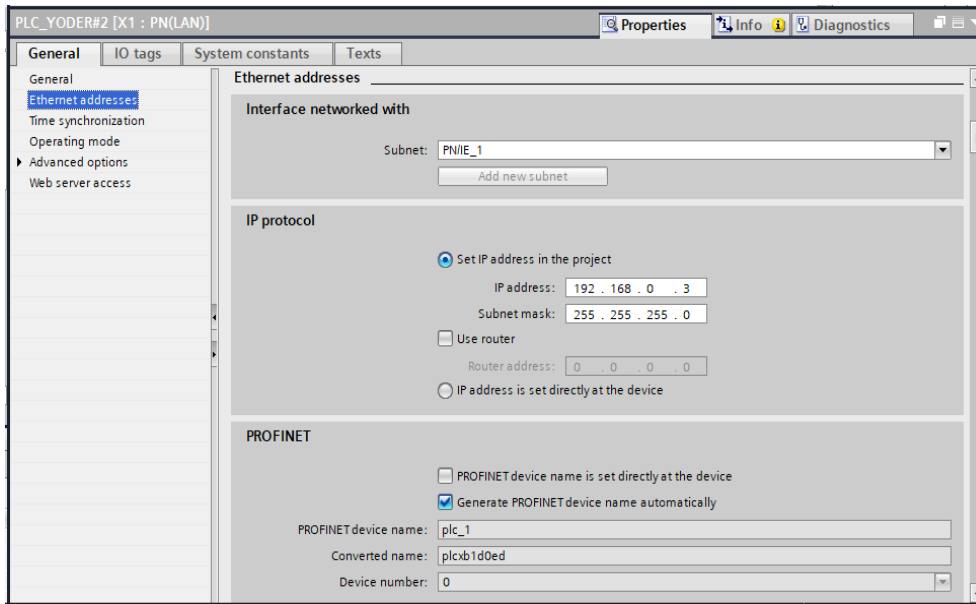 PLC_YODER#2 [X1 : PN(LAN)]
Properties
Info
Diagnostics
General
IO tags
System constants
Texts
General
Ethernet addresses
Time synchronization
Operating mode
Advanced options
Web server access
Ethernet addresses
Interface networked with
Subnet: PN/IE_1
Add new subnet
IP protocol
Set IP address in the project
IP address: 192 . 168 . 0 . 3
Subnet mask: 255 . 255 . 255 . 0
Use router
Router address: 0 . 0 . 0 . 0
IP address is set directly at the device
PROFINET
PROFINET device name is set directly at the device
Generate PROFINET device name automatically
PROFINET device name: plc_1
Converted name: plcxb1d0ed
Device number: 0